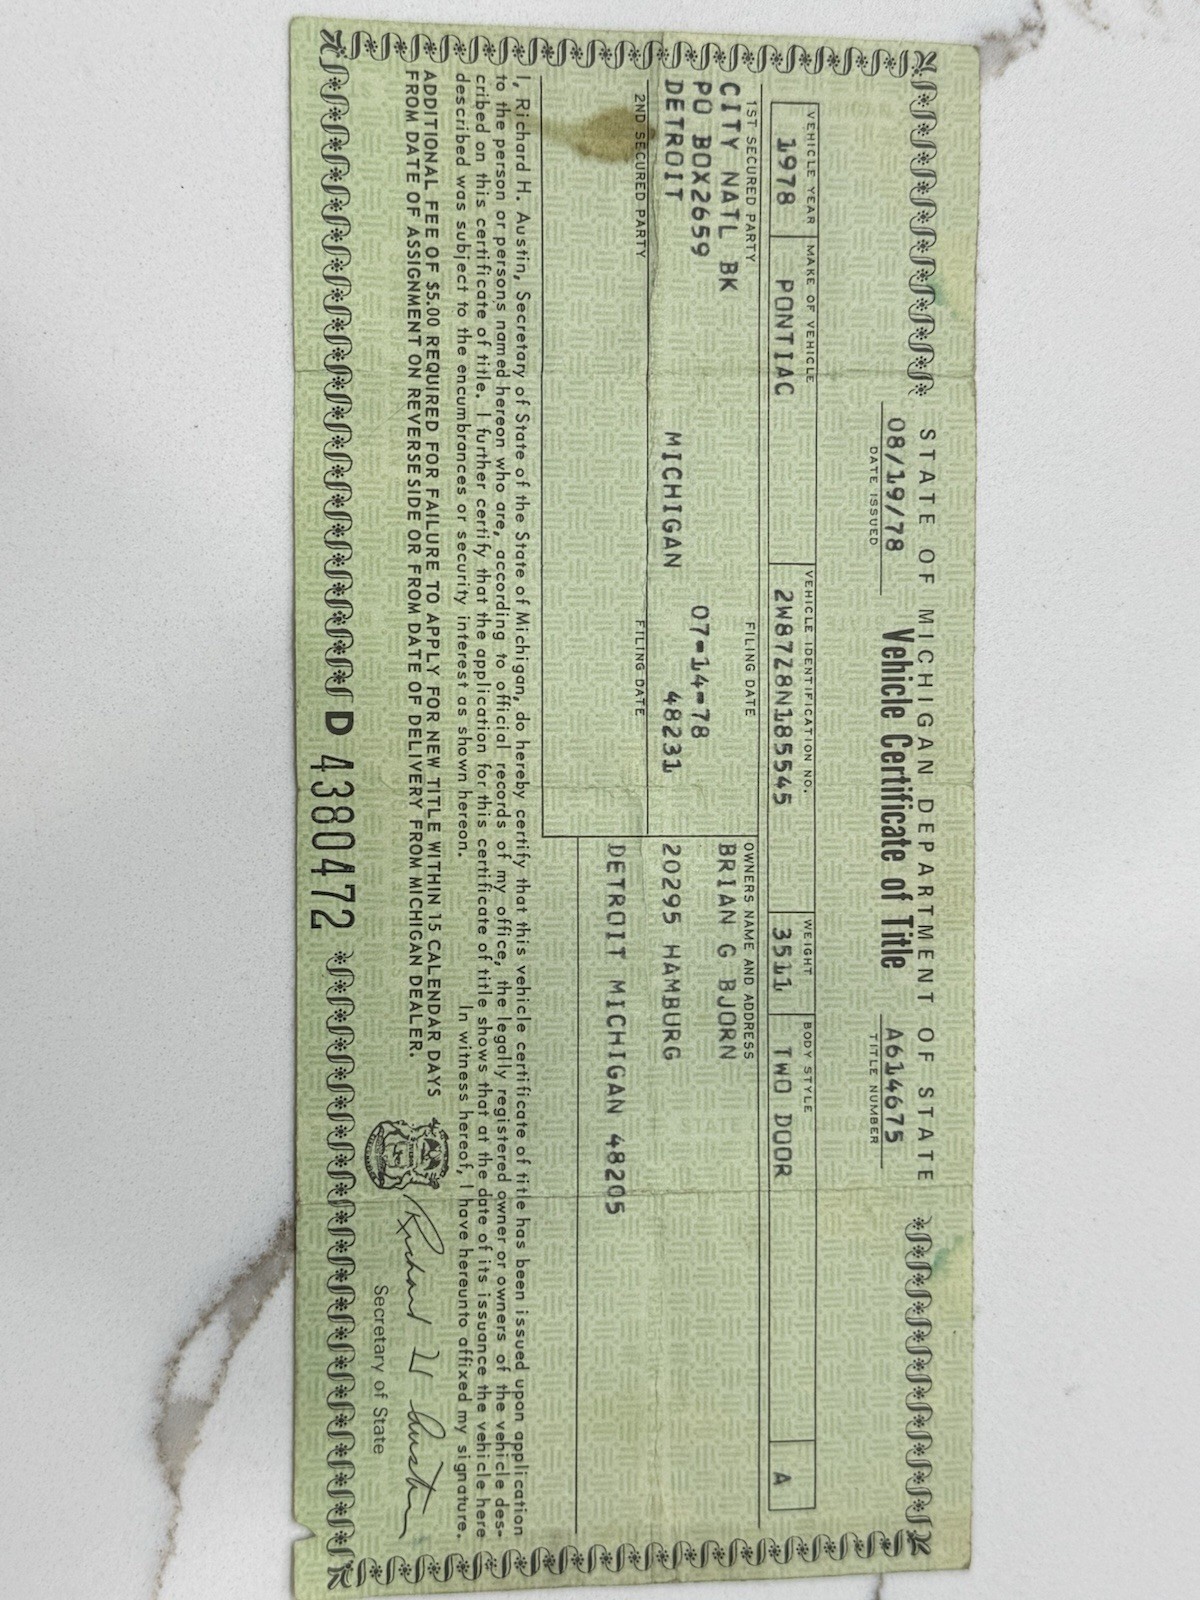 STATE OF MICHIGAN DEPARTMENT OF STATE
08/19/78 Vehicle Certificate of Title A614675
DATE ISSUED TITLE NUMBER
VEHICLE YEAR MAKE OF VEHICLE VEHICLE IDENTIFICATION NO. WEIGHT BODY STYLE
1978 PONTIAC 2W87Z8N185545 3511 TWO DOOR A
1ST SECURED PARTY FILING DATE OWNERS NAME AND ADDRESS
CITY NATL BK BRIAN G BJORN
PO BOX2659 07-14-78
DETROIT MICHIGAN 48231 20295 HAMBURG
2ND SECURED PARTY FILING DATE
DETROIT MICHIGAN 48205
STATE OF MICHIGAN
I, Richard H. Austin, Secretary of State of the State of Michigan, do hereby certify that this vehicle certificate of title has been issued upon application
to the person or persons named hereon who are, according to official records of my office, the legally registered owner or owners of the vehicle des-
cribed on this certificate of title. I further certify that the application for this certificate of title shows that at the date of its issuance the vehicle here
described was subject to the encumbrances or security interest as shown hereon. In witness hereof, I have hereunto affixed my signature.
ADDITIONAL FEE OF $5.00 REQUIRED FOR FAILURE TO APPLY FOR NEW TITLE WITHIN 15 CALENDAR DAYS
FROM DATE OF ASSIGNMENT ON REVERSE SIDE OR FROM DATE OF DELIVERY FROM MICHIGAN DEALER.
Richard H Austin
Secretary of State
D 4380472